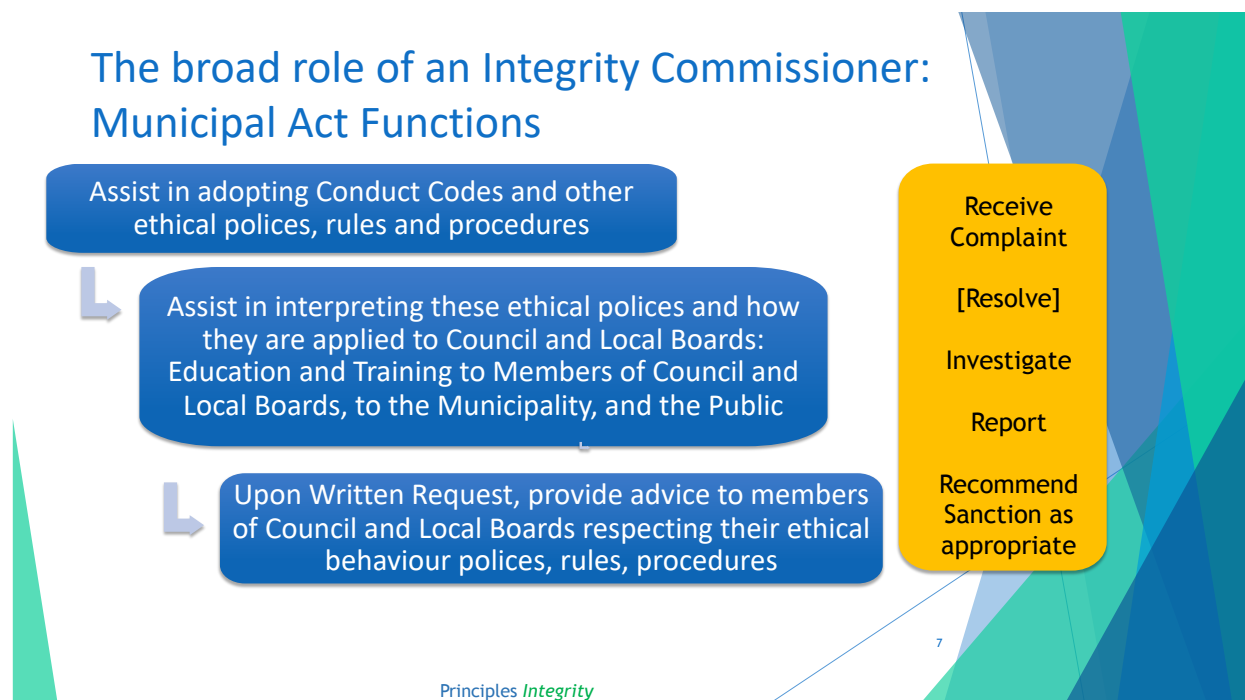 The broad role of an Integrity Commissioner:
Municipal Act Functions
Assist in adopting Conduct Codes and other
ethical polices, rules and procedures
Assist in interpreting these ethical polices and how
they are applied to Council and Local Boards:
Education and Training to Members of Council and
Local Boards, to the Municipality, and the Public
Upon Written Request, provide advice to members
of Council and Local Boards respecting their ethical
behaviour polices, rules, procedures
Receive
Complaint
[Resolve]
Investigate
Report
Recommend
Sanction as
appropriate
7
Principles Integrity